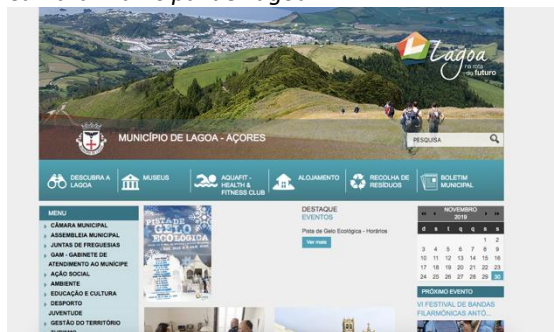 Lagoa
na rota
do futuro
MUNICÍPIO DE LAGOA - AÇORES
PESQUISA
DESCUBRA A
LAGOA
MUSEUS
AQUAFIT -
HEALTH &
FITNESS CLUB
ALOJAMENTO
RECOLHA DE
RESÍDUOS
BOLETIM
MUNICIPAL
MENU
CÂMARA MUNICIPAL
ASSEMBLEIA MUNICIPAL
JUNTAS DE FREGUESIAS
GAM - GABINETE DE
ATENDIMENTO AO MUNÍCIPE
AÇÃO SOCIAL
AMBIENTE
EDUCAÇÃO E CULTURA
DESPORTO
JUVENTUDE
GESTÃO DO TERRITÓRIO
PISTA DE
GELO
ECOLÓGICA
DESTAQUE
EVENTOS
Pista de Gelo Ecológica - Horários
Ver mais
NOVEMBRO
2019
d s t q q s s
1 2
3 4 5 6 7 8 9
10 11 12 13 14 15 16
17 18 19 20 21 22 23
24 25 26 27 28 29 30
PRÓXIMO EVENTO
VI FESTIVAL DE BANDAS
FILARMÓNICAS ANTÓ...